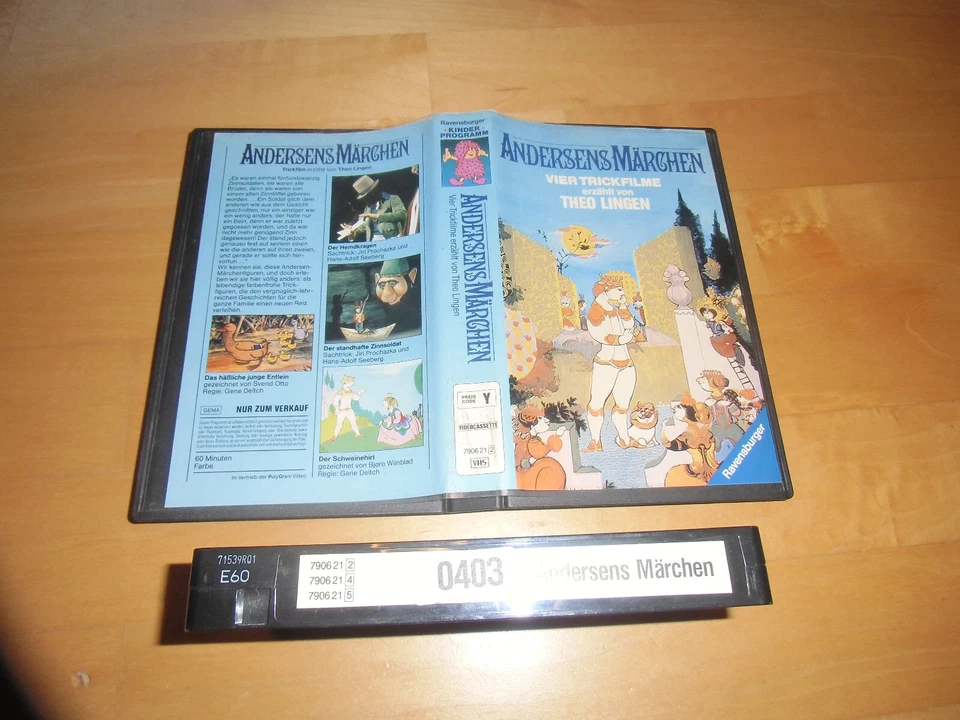 ANDERSENS MÄRCHEN
Trickfilm erzählt von Theo Lingen
„Es waren einmal fünfundzwanzig
Zinnsoldaten, sie waren alle
Brüder, denn sie waren von
einem alten Zinnlöffel geboren
worden. ... Ein Soldat glich dem
anderen wie aus dem Gesicht
geschnitten, nur ein einziger war
ein wenig anders: der hatte nur
ein Bein, denn er war zuletzt
gegossen worden, und da war
nicht mehr genügend Zinn
dagewesen! Der stand jedoch
genauso fest auf seinem einen
wie die anderen auf ihren zweien,
und gerade er sollte sich her-
vortun ..."
Wir kennen sie, diese Andersen-
Märchenfiguren, und doch erle-
ben wir sie hier völlig anders: als
lebendige farbenfrohe Trick-
figuren, die den vergnüglich-lehr-
reichen Geschichten für die
ganze Familie einen neuen Reiz
verleihen.
Das häßliche junge Entlein
gezeichnet von Svend Otto
Regie: Gene Deitch
GEMA
NUR ZUM VERKAUF
60 Minuten
Farbe
Im Vertrieb der PolyGram Video
Der Hemdkragen
Sachtrick: Jiri Prochazka und
Hans-Adolf Seeberg
Der standhafte Zinnsoldat
Sachtrick: Jiri Prochazka und
Hans-Adolf Seeberg
Der Schweinehirt
gezeichnet von Bjørn Wiinblad
Regie: Gene Deitch
Ravensburger
KINDER
PROGRAMM
ANDERSENS MÄRCHEN
Vier Trickfilme erzählt von Theo Lingen
PREIS
CODE
Y
VIDEOCASSETTE
7906 21 2
VHS
ANDERSENS MÄRCHEN
VIER TRICKFILME
erzählt von
THEO LINGEN
Ravensburger
71539RQ1
E60
7906 21 2
7906 21 4
7906 21 5
0403
Andersens Märchen